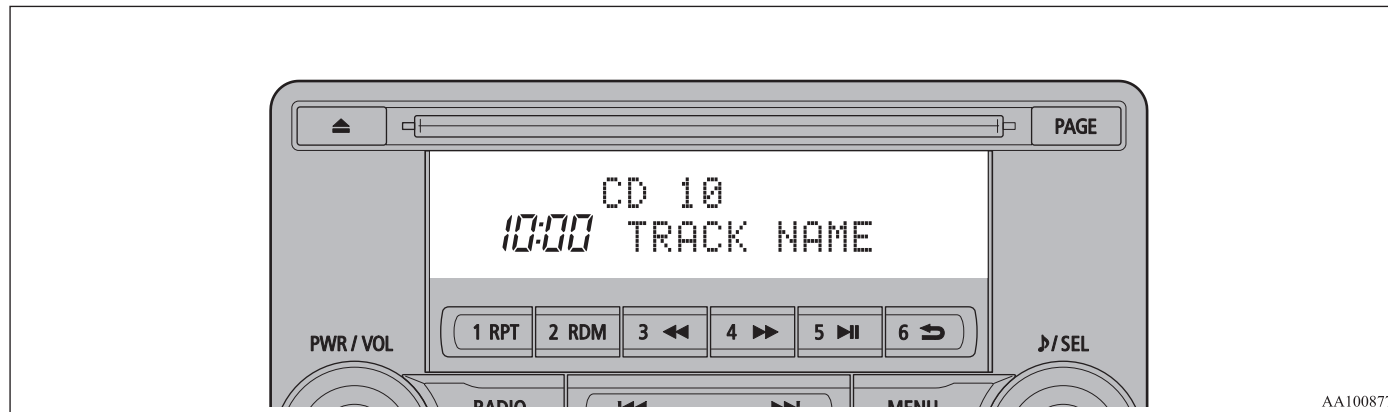 PAGE
CD 10
10:00 TRACK NAME
1 RPT 2 RDM 3 4 5 6
PWR / VOL
/ SEL
RADIO
MENU
AA100877